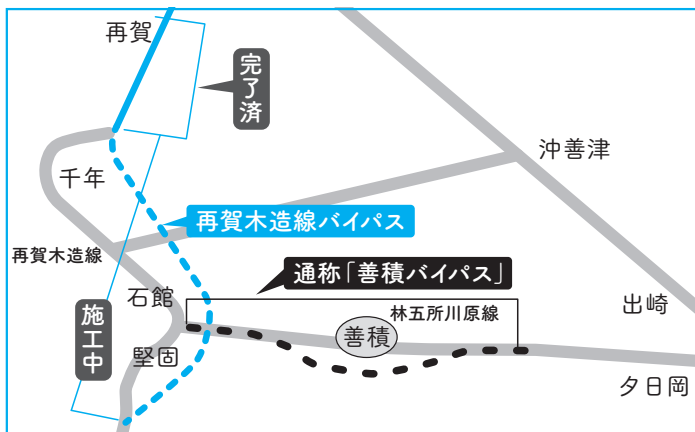 再賀
完了済
沖善津
千年
再賀木造線バイパス
再賀木造線
通称「善積バイパス」
石館
林五所川原線
出崎
施工中
善積
堅固
夕日岡